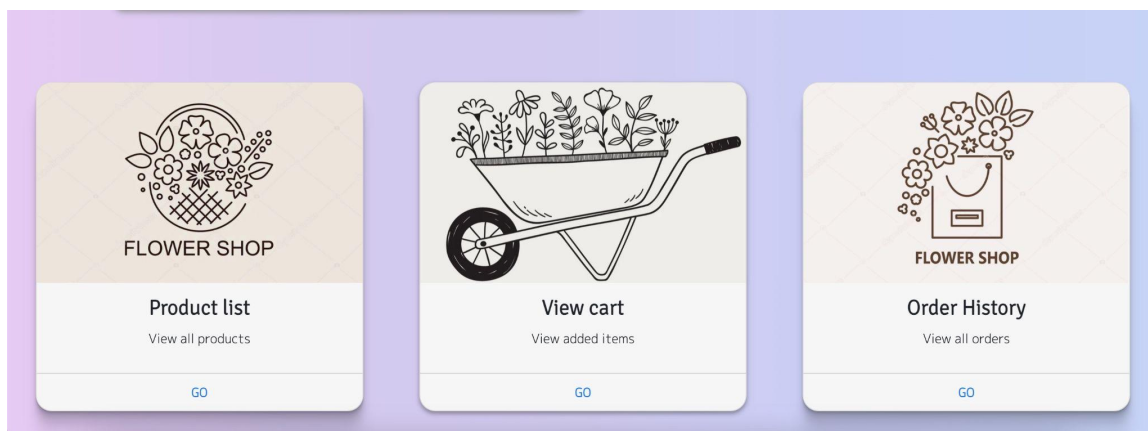 FLOWER SHOP
Product list
View all products
GO
View cart
View added items
GO
FLOWER SHOP
Order History
View all orders
GO